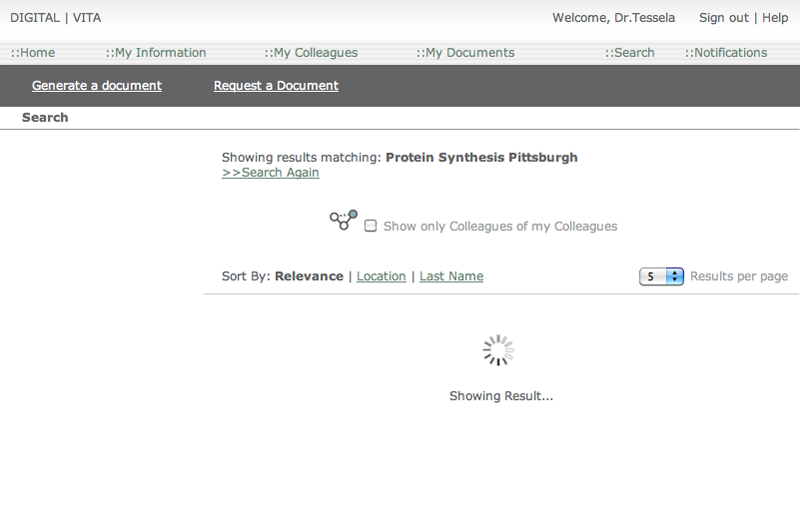 DIGITAL | VITA Welcome, Dr.Tessela Sign out | Help
::Home ::My Information ::My Colleagues ::My Documents ::Search ::Notifications
Generate a document Request a Document
Search
Showing results matching: Protein Synthesis Pittsburgh
>>Search Again
Show only Colleagues of my Colleagues
Sort By: Relevance | Location | Last Name 5 Results per page
Showing Result...